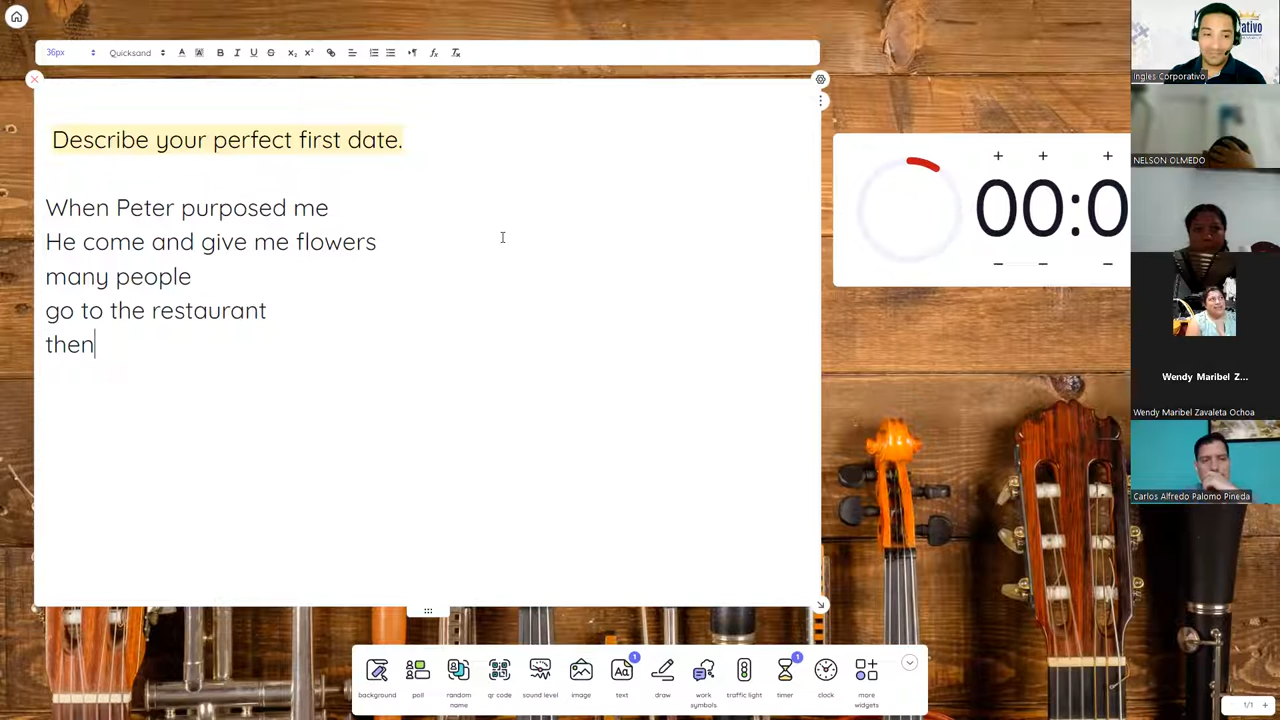 36px
Quicksand
Describe your perfect first date.
When Peter purposed me
He come and give me flowers
many people
go to the restaurant
then
00:0
ativo
Ingles Corporativo
NELSON OLMEDO
Wendy Maribel Z...
Wendy Maribel Zavaleta Ochoa
Carlos Alfredo Palomo Pineda
background
poll
random name
qr code
sound level
image
text
1
draw
work symbols
traffic light
timer
1
clock
more widgets
1/1